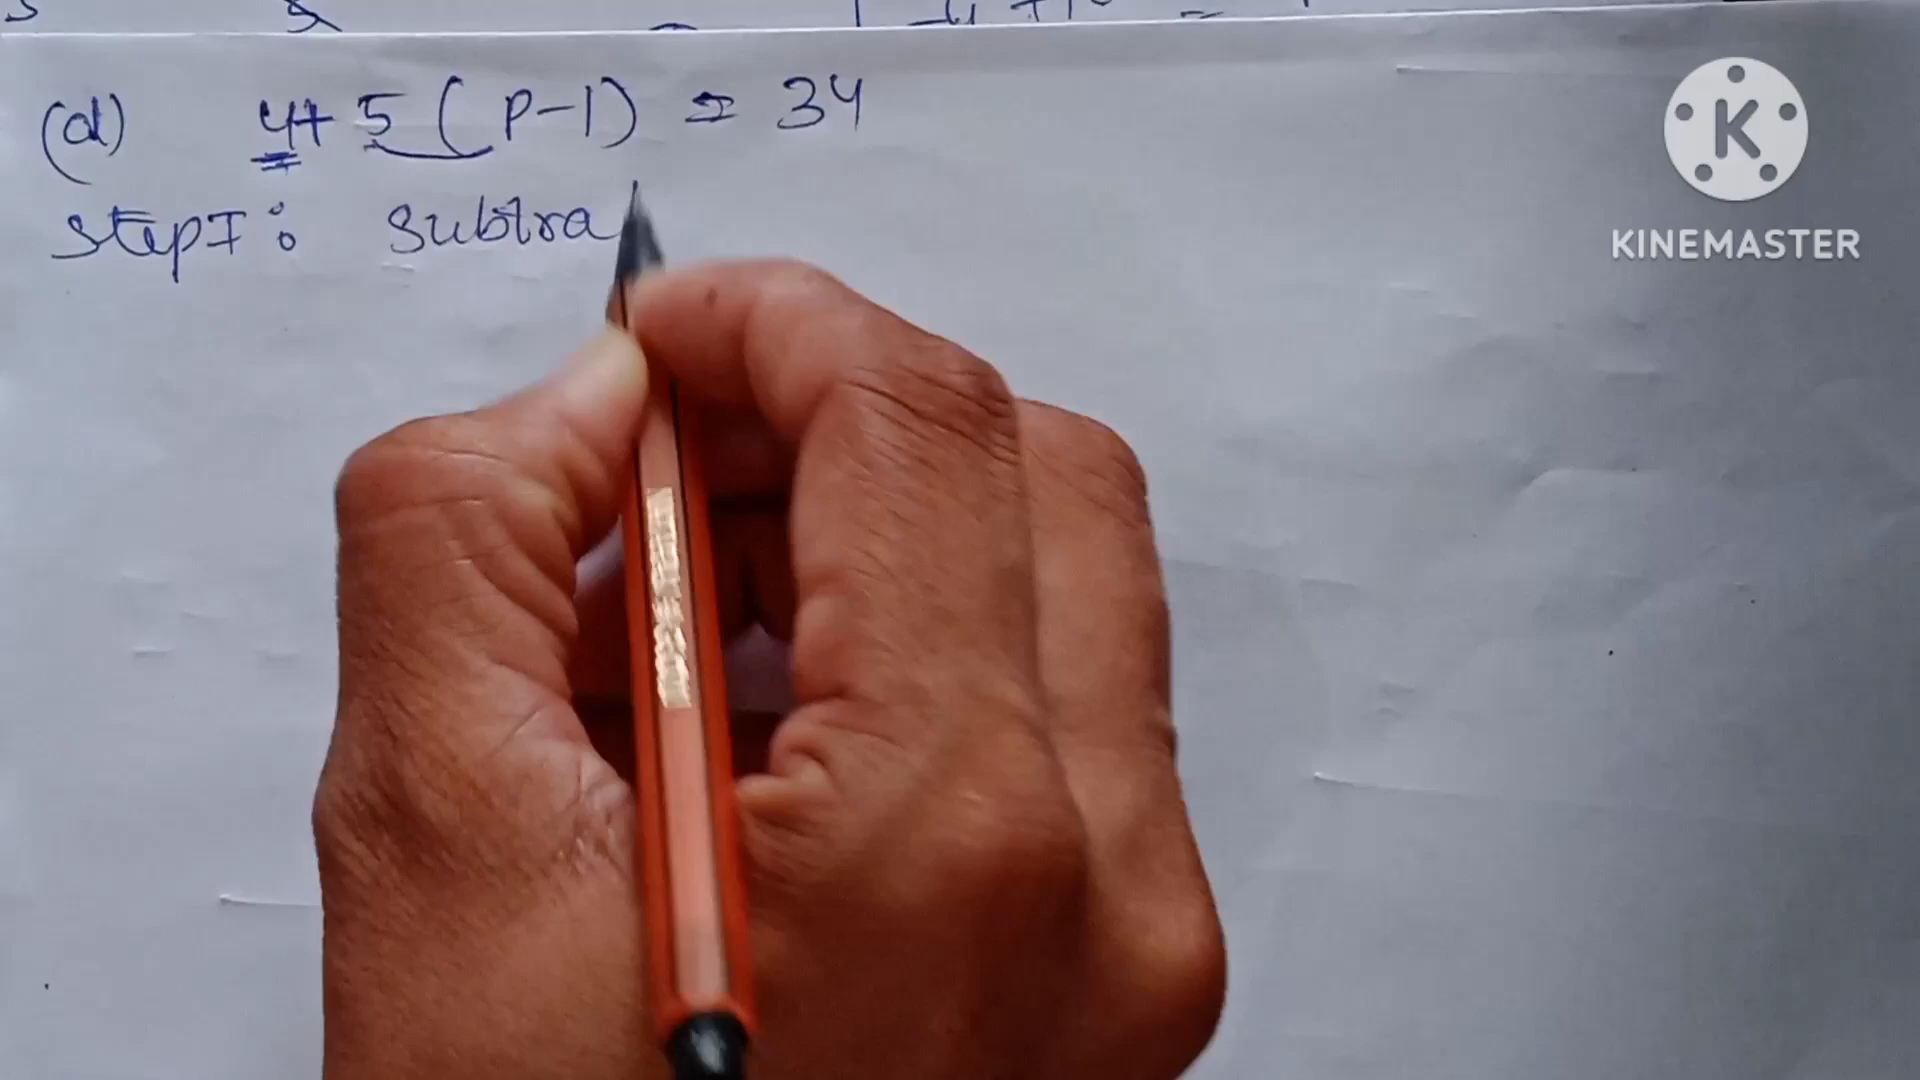 (d) 4+ 5 (P-1) = 34
Step I : Subtra
K
KINEMASTER